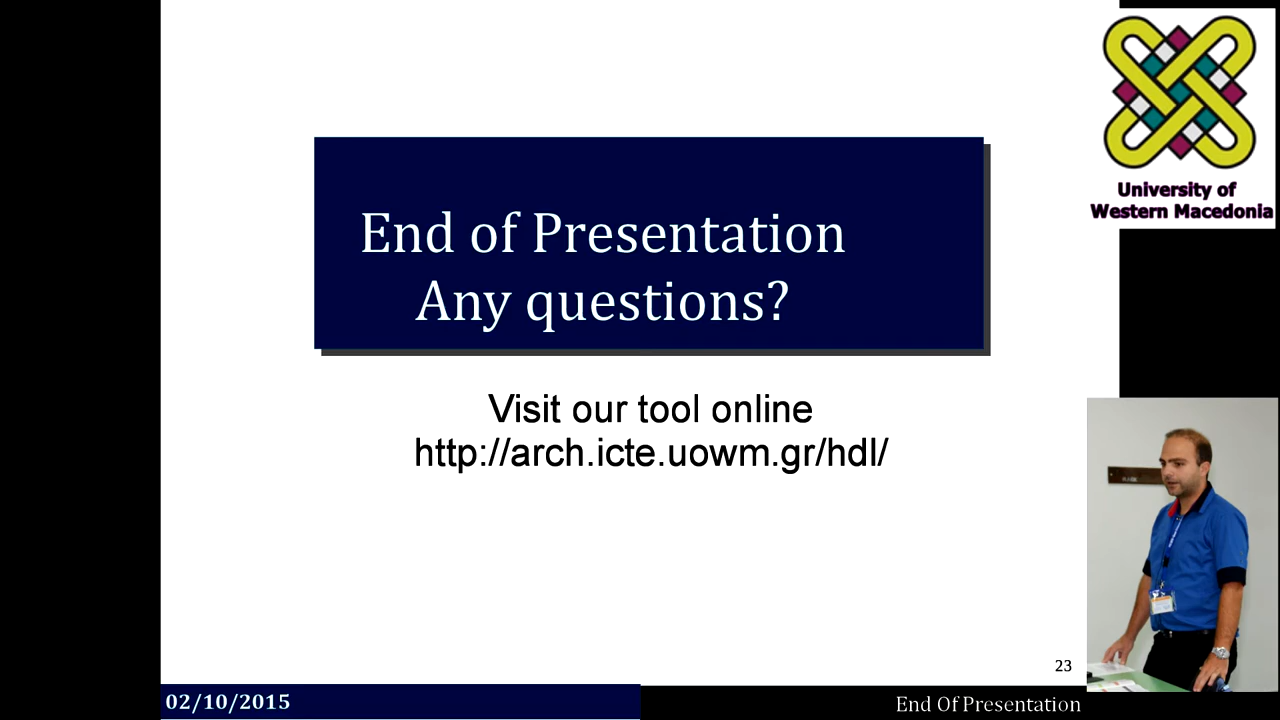 University of
Western Macedonia
End of Presentation
Any questions?
Visit our tool online
http://arch.icte.uowm.gr/hdl/
23
02/10/2015
End Of Presentation